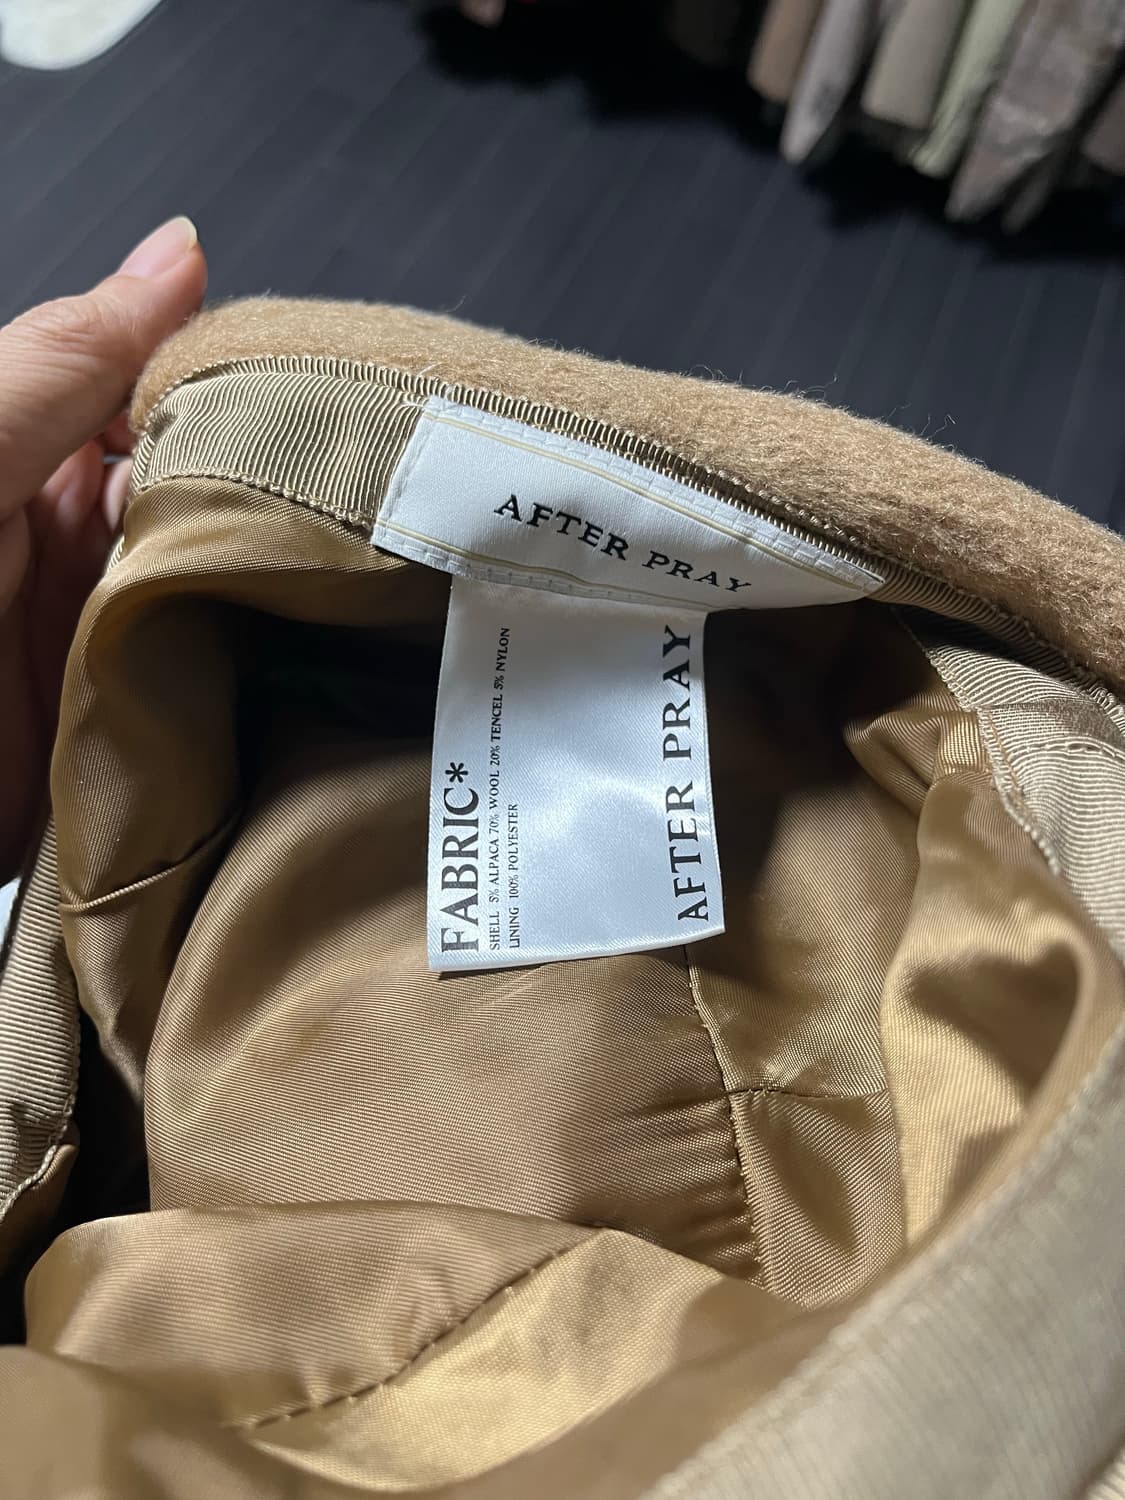 AFTER PRAY
FABRIC*
SHELL 5% ALPACA 70% WOOL 20% TENCEL 5% NYLON
LINING 100% POLYESTER
AFTER PRAY